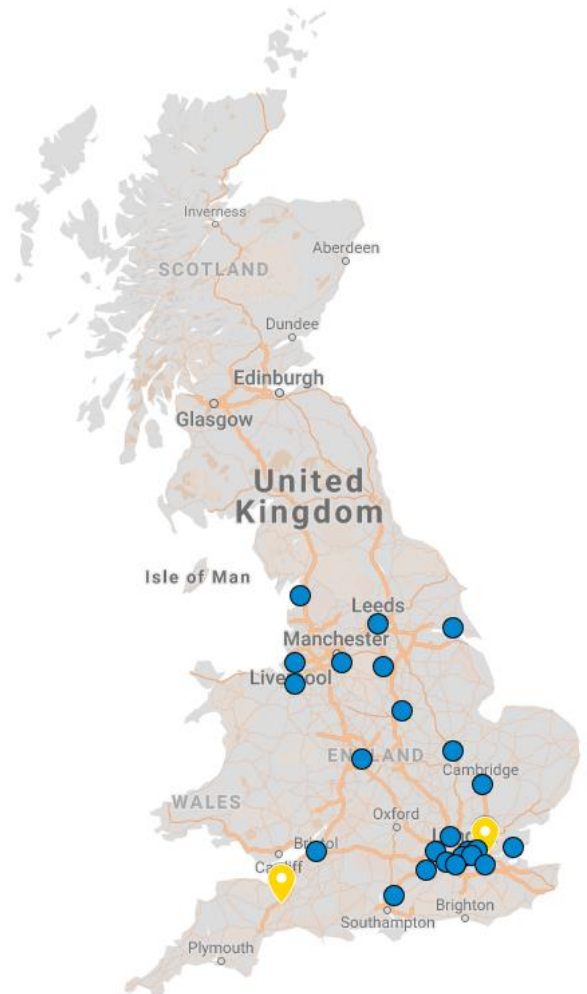 Inverness
Aberdeen
SCOTLAND
Dundee
Edinburgh
Glasgow
United
Kingdom
Isle of Man
Leeds
Manchester
Liverpool
ENGLAND
Cambridge
WALES
Oxford
Bristol
Cardiff
Southampton
Brighton
Plymouth